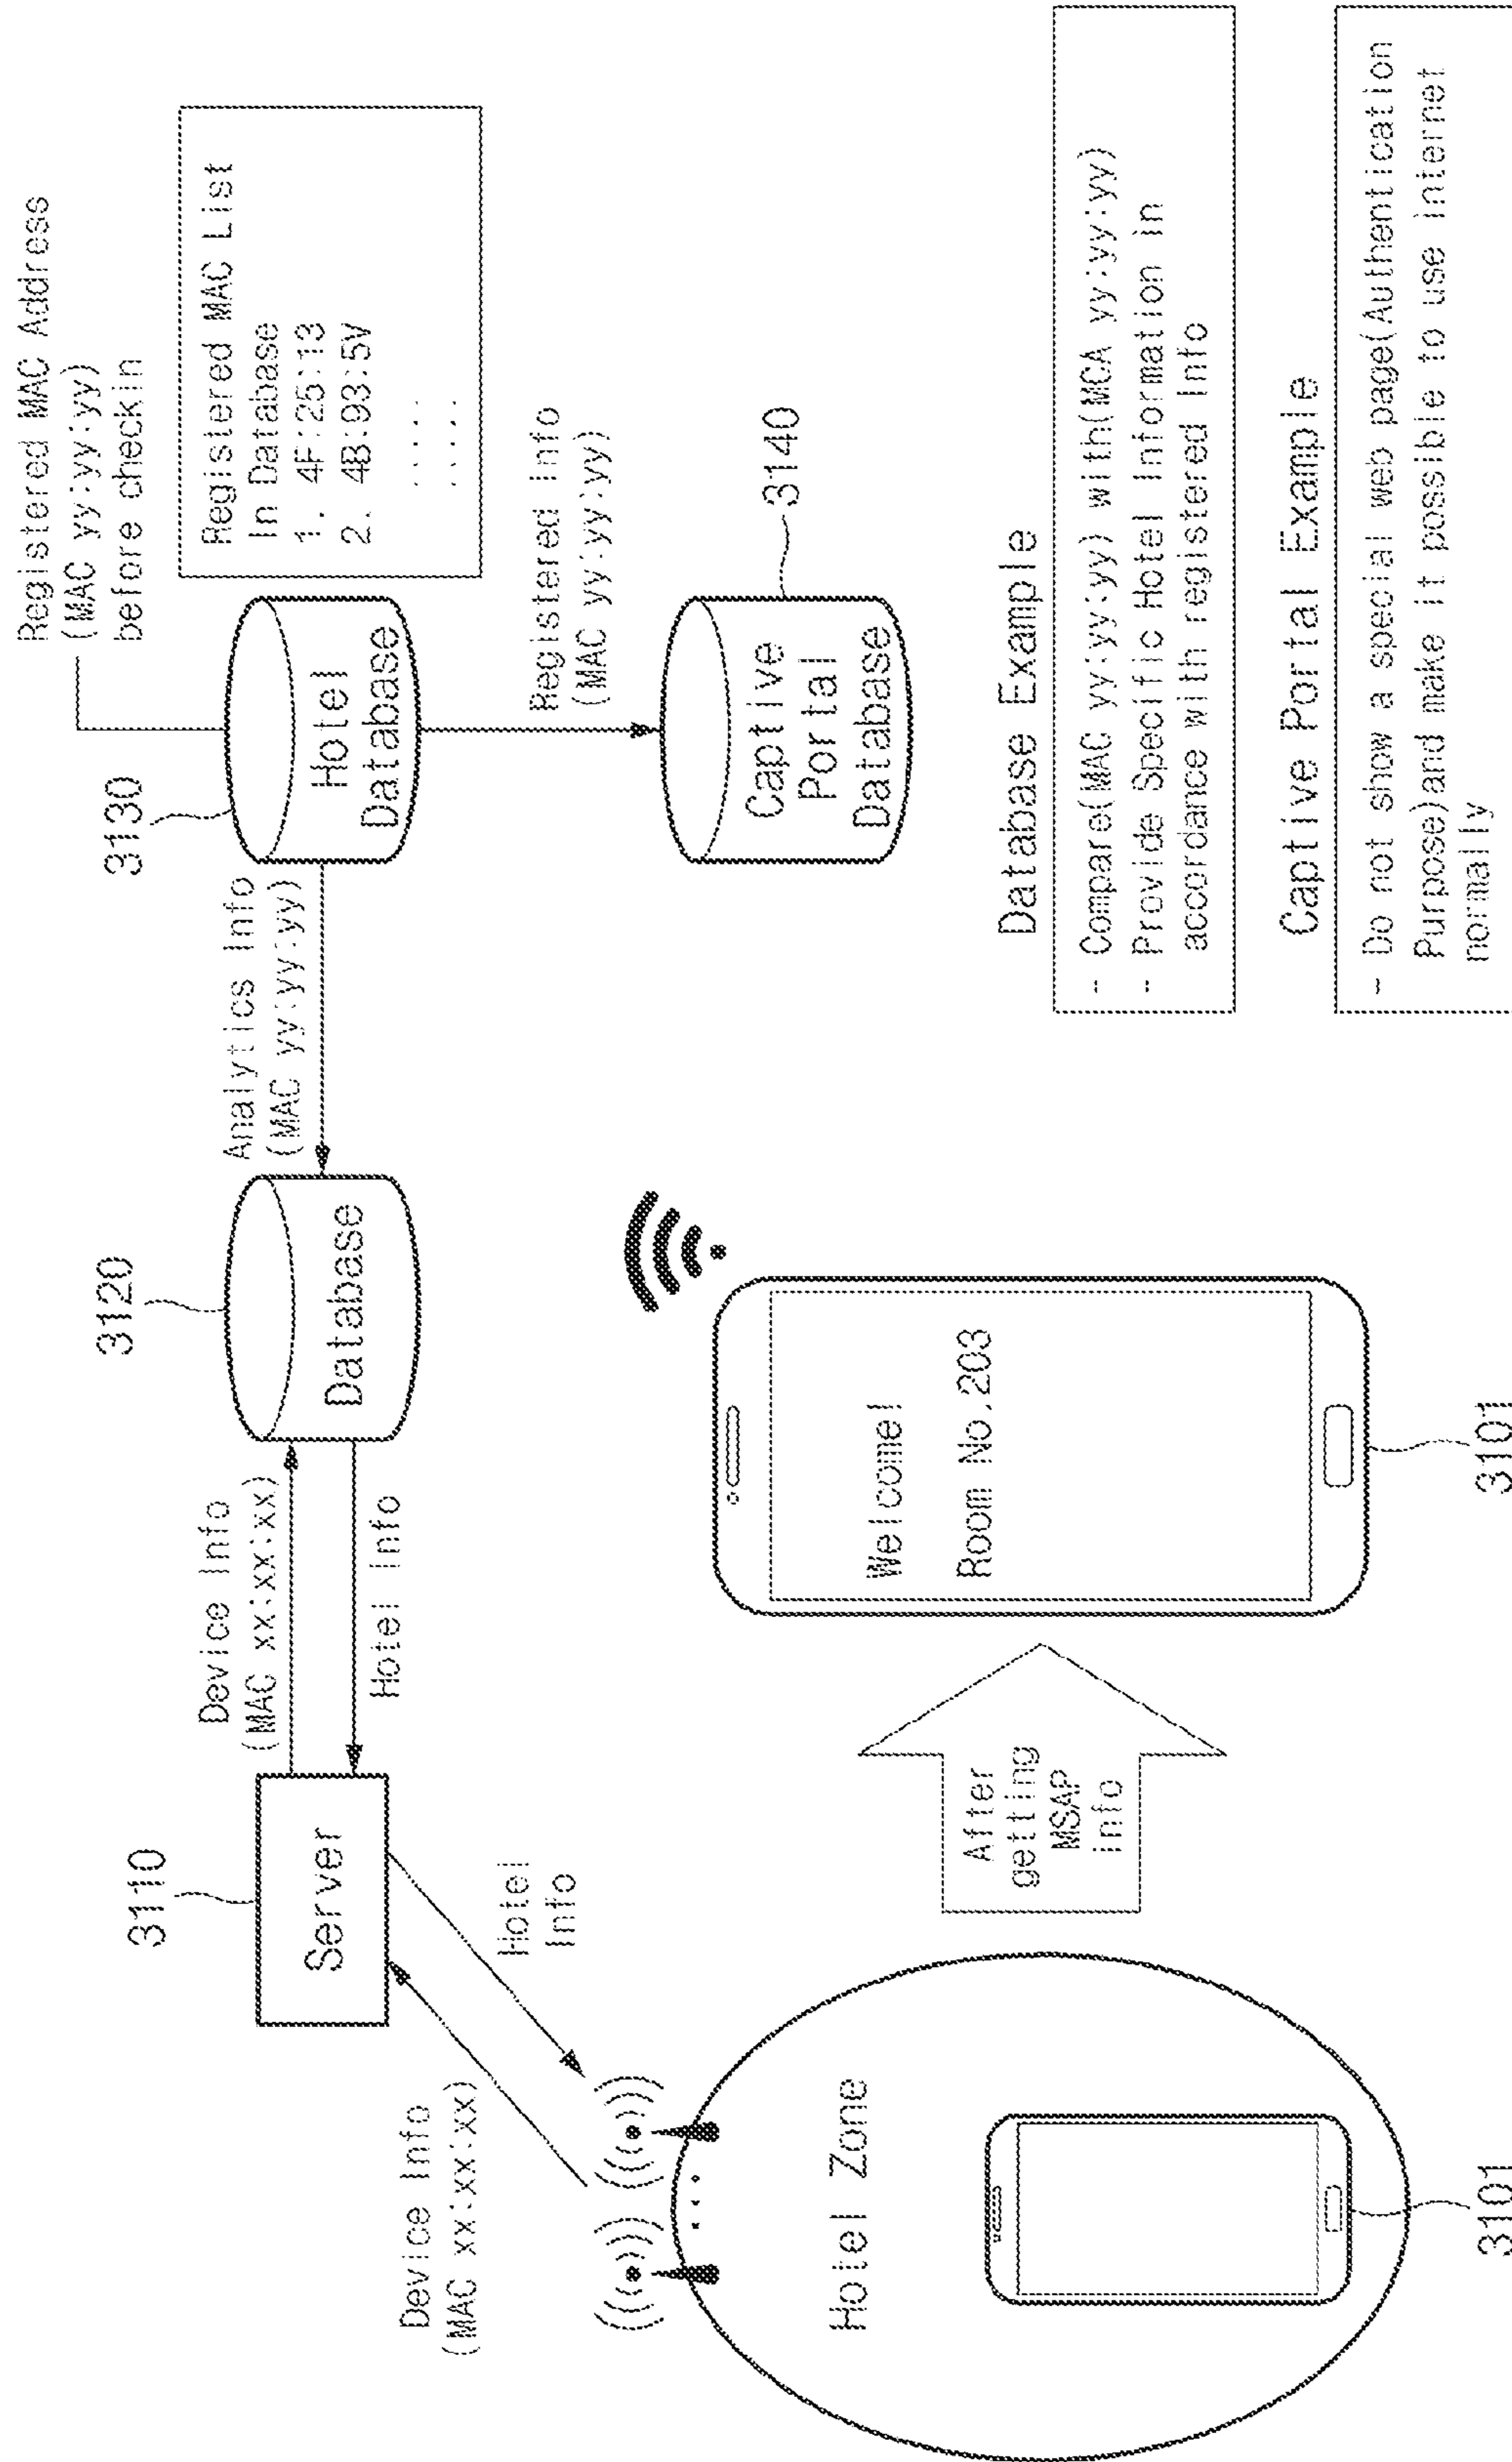 Registered MAC Address
(MAC yy:yy:yy)
before checkin
3110
3120
3130
Server
Device Info
(MAC xx:xx:xx)
Hotel Info
Database
Analytics Info
(MAC yy:yy:yy)
Hotel
Database
Registered MAC List
In Database
1. 4F:25:13
2. 4B:93:5V
.....
.....
Device Info
(MAC xx:xx:xx)
Hotel
Info
Registered Info
(MAC yy:yy:yy)
Captive
Portal
Database
3140
Hotel Zone
3101
After
getting
MSAP
info
Welcome!
Room No.203
3101
Database Example
- Compare(MAC yy:yy:yy) with(MCA yy:yy:yy)
- Provide Specific Hotel Information in
accordance with registered Info
Captive Portal Example
- Do not show a special web page(Authentication
Purpose)and make it possible to use internet
normally